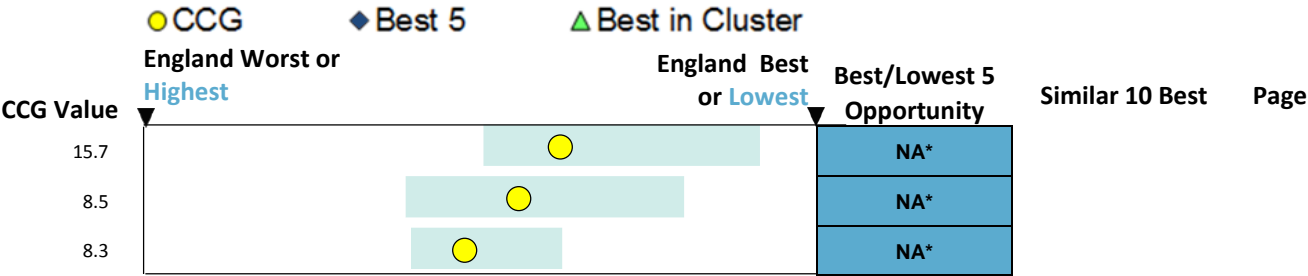 CCG Best 5 Best in Cluster
England Worst or
Highest
England Best
or Lowest
Best/Lowest 5
Opportunity
CCG Value
Similar 10 Best
Page
15.7 NA*
8.5 NA*
8.3 NA*